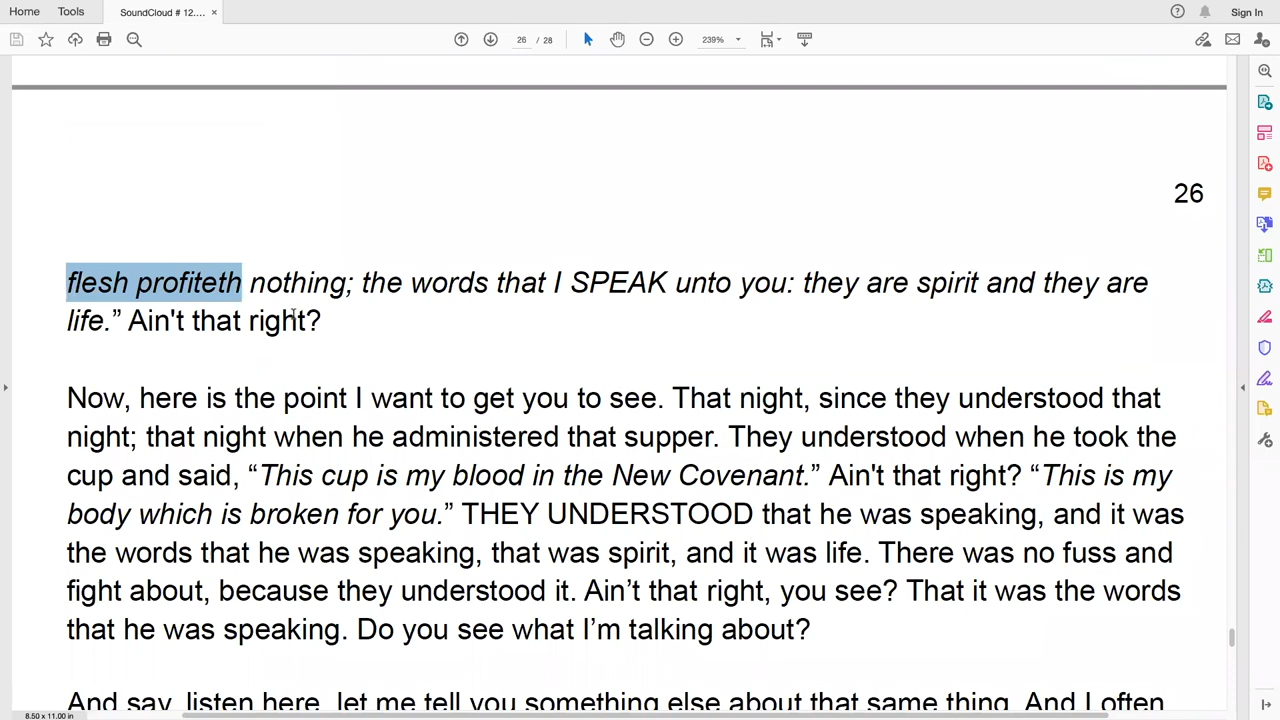 Home Tools SoundCloud # 12.... × Sign In
26 / 28 239%
26
flesh profiteth nothing; the words that I SPEAK unto you: they are spirit and they are
life.” Ain't that right?
Now, here is the point I want to get you to see. That night, since they understood that
night; that night when he administered that supper. They understood when he took the
cup and said, “This cup is my blood in the New Covenant.” Ain't that right? “This is my
body which is broken for you.” THEY UNDERSTOOD that he was speaking, and it was
the words that he was speaking, that was spirit, and it was life. There was no fuss and
fight about, because they understood it. Ain’t that right, you see? That it was the words
that he was speaking. Do you see what I’m talking about?
And say, listen here, let me tell you something else about that same thing. And I often
8.50 x 11.00 in